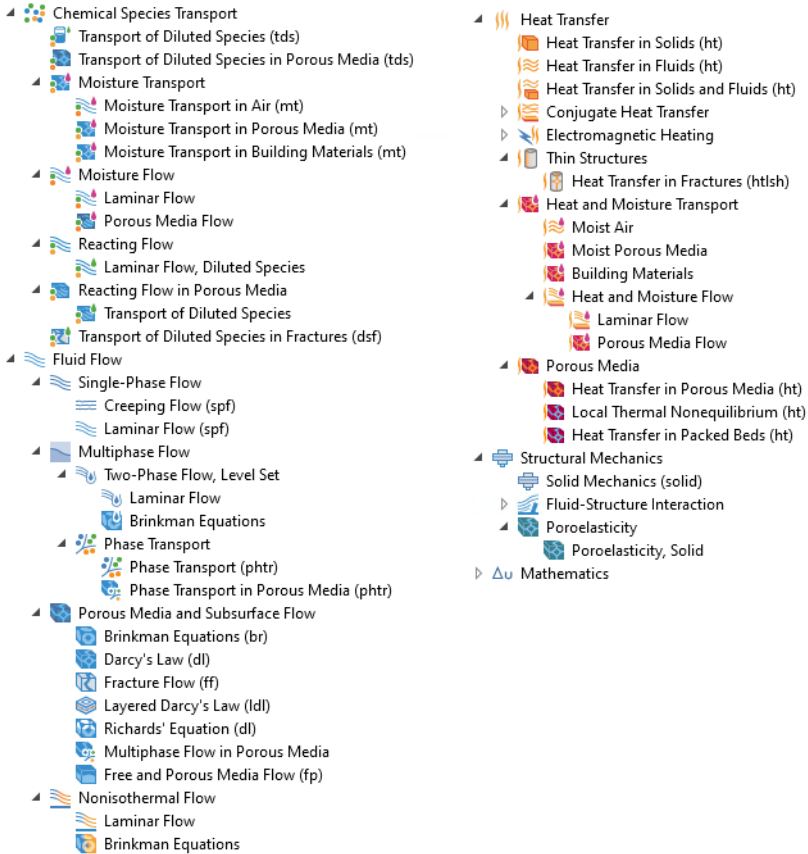 Chemical Species Transport
Transport of Diluted Species (tds)
Transport of Diluted Species in Porous Media (tds)
Moisture Transport
Moisture Transport in Air (mt)
Moisture Transport in Porous Media (mt)
Moisture Transport in Building Materials (mt)
Moisture Flow
Laminar Flow
Porous Media Flow
Reacting Flow
Laminar Flow, Diluted Species
Reacting Flow in Porous Media
Transport of Diluted Species
Transport of Diluted Species in Fractures (dsf)
Fluid Flow
Single-Phase Flow
Creeping Flow (spf)
Laminar Flow (spf)
Multiphase Flow
Two-Phase Flow, Level Set
Laminar Flow
Brinkman Equations
Phase Transport
Phase Transport (phtr)
Phase Transport in Porous Media (phtr)
Porous Media and Subsurface Flow
Brinkman Equations (br)
Darcy's Law (dl)
Fracture Flow (ff)
Layered Darcy's Law (ldl)
Richards' Equation (dl)
Multiphase Flow in Porous Media
Free and Porous Media Flow (fp)
Nonisothermal Flow
Laminar Flow
Brinkman Equations
Heat Transfer
Heat Transfer in Solids (ht)
Heat Transfer in Fluids (ht)
Heat Transfer in Solids and Fluids (ht)
Conjugate Heat Transfer
Electromagnetic Heating
Thin Structures
Heat Transfer in Fractures (htlsh)
Heat and Moisture Transport
Moist Air
Moist Porous Media
Building Materials
Heat and Moisture Flow
Laminar Flow
Porous Media Flow
Porous Media
Heat Transfer in Porous Media (ht)
Local Thermal Nonequilibrium (ht)
Heat Transfer in Packed Beds (ht)
Structural Mechanics
Solid Mechanics (solid)
Fluid-Structure Interaction
Poroelasticity
Poroelasticity, Solid
Δu Mathematics